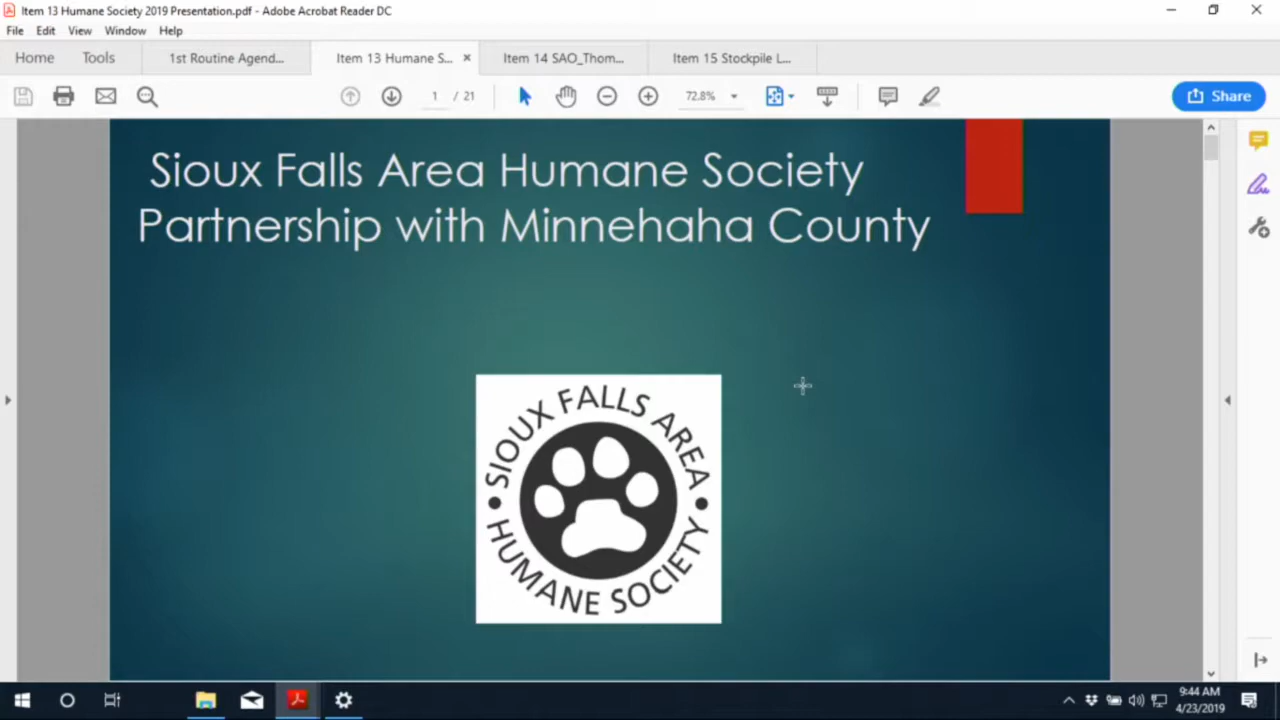 Item 13 Humane Society 2019 Presentation.pdf - Adobe Acrobat Reader DC
File Edit View Window Help
Home Tools 1st Routine Agend... Item 13 Humane S... Item 14 SAO_Thom... Item 15 Stockpile L...
1 / 21 72.8% Share
Sioux Falls Area Humane Society
Partnership with Minnehaha County
SIOUX FALLS AREA
HUMANE SOCIETY
9:44 AM
4/23/2019